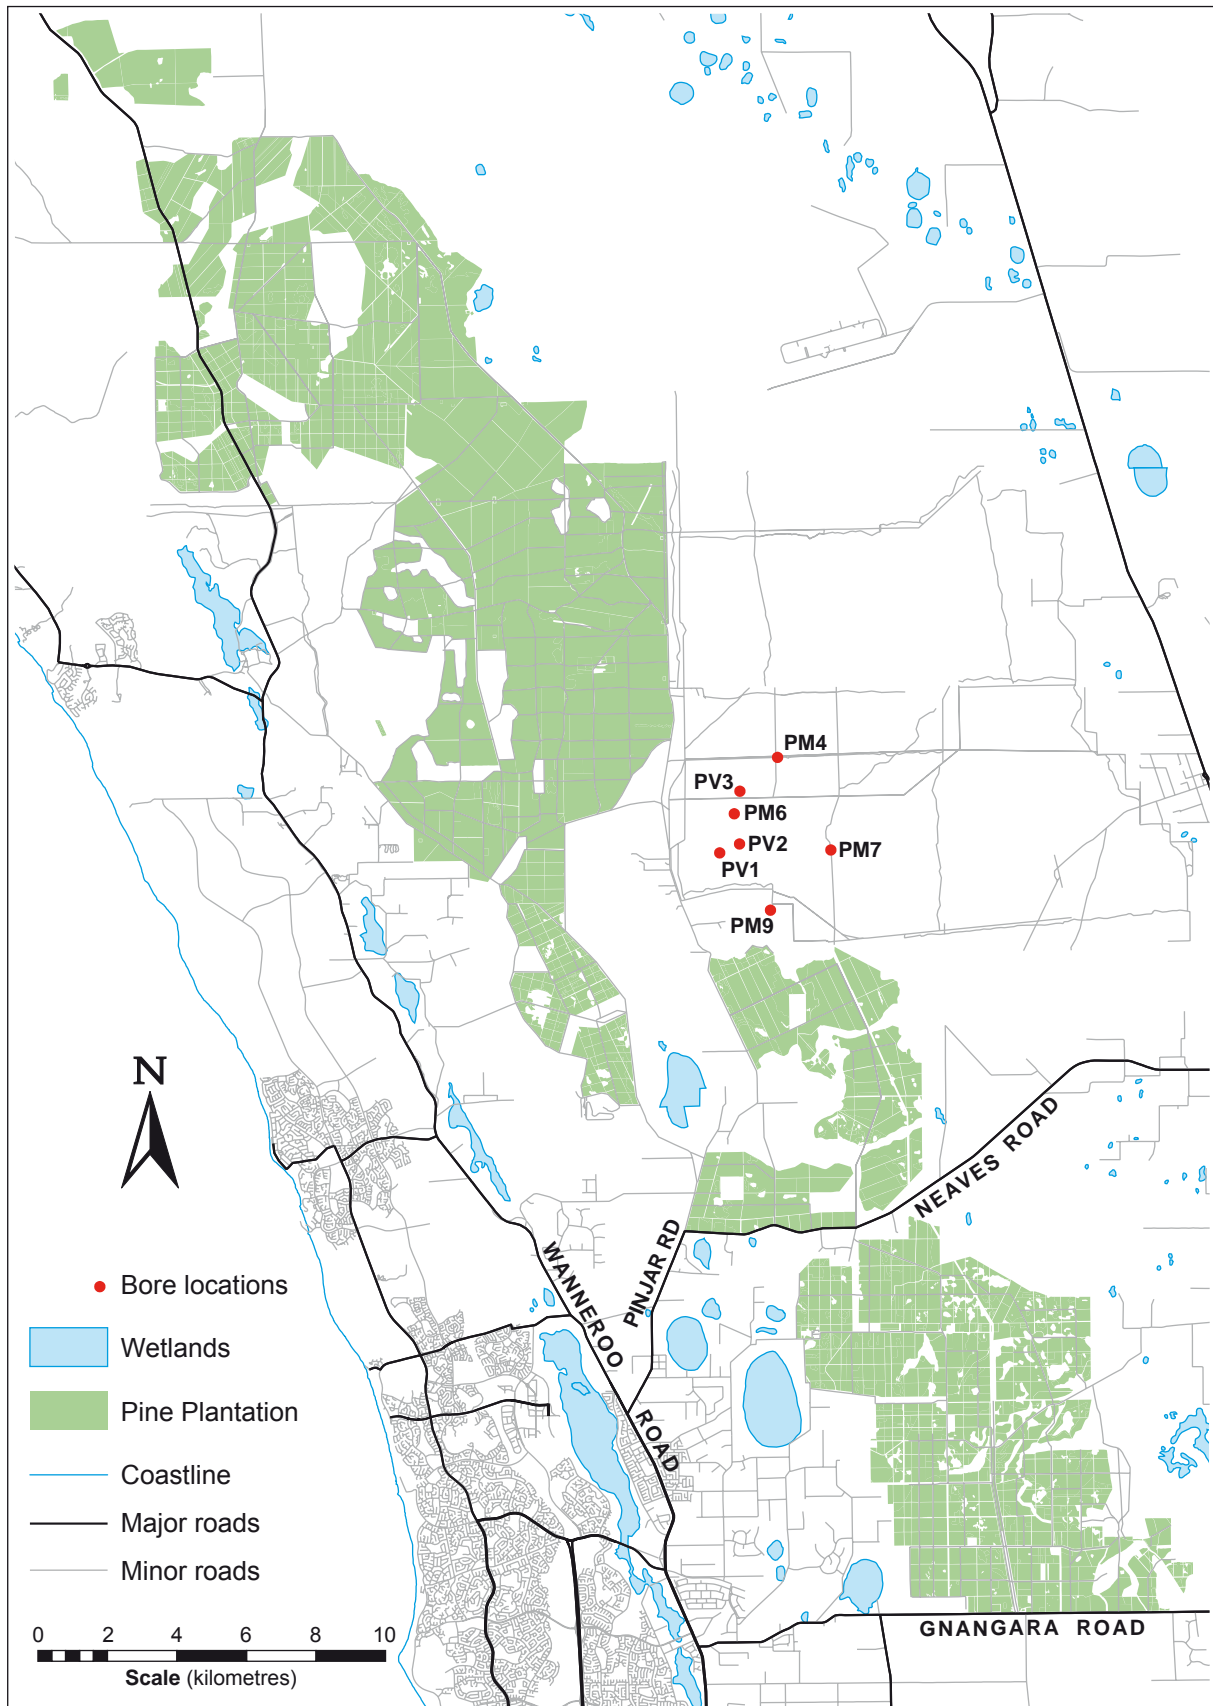 PM4
PV3
PM6
PV2
PM7
PV1
PM9
N
NEAVES ROAD
PINJAR RD
WANNEROO ROAD
Bore locations
Wetlands
Pine Plantation
Coastline
Major roads
Minor roads
0 2 4 6 8 10
Scale (kilometres)
GNANGARA ROAD